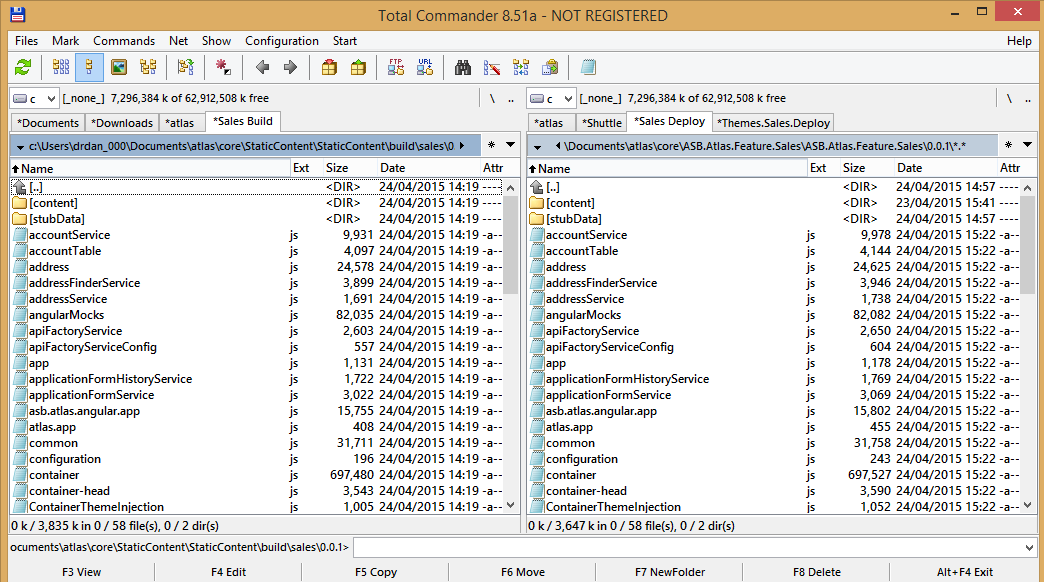 Total Commander 8.51a - NOT REGISTERED
Files Mark Commands Net Show Configuration Start Help
FTP URL
c [_none_] 7,296,384 k of 62,912,508 k free \ .. c [_none_] 7,296,384 k of 62,912,508 k free \ ..
*Documents *Downloads *atlas *Sales Build *atlas *Shuttle *Sales Deploy *Themes.Sales.Deploy
c:\Users\drdan_000\Documents\atlas\core\StaticContent\StaticContent\build\sales\0 * \Documents\atlas\core\ASB.Atlas.Feature.Sales\ASB.Atlas.Feature.Sales\0.0.1\*.* *
Name Ext Size Date Attr Name Ext Size Date Attr
[..] <DIR> 24/04/2015 14:19 ---- [..] <DIR> 24/04/2015 14:57 ----
[content] <DIR> 24/04/2015 14:19 ---- [content] <DIR> 23/04/2015 15:41 ----
[stubData] <DIR> 24/04/2015 14:19 ---- [stubData] <DIR> 24/04/2015 14:57 ----
accountService js 9,931 24/04/2015 14:19 -a-- accountService js 9,978 24/04/2015 15:22 -a--
accountTable js 4,097 24/04/2015 14:19 -a-- accountTable js 4,144 24/04/2015 15:22 -a--
address js 24,578 24/04/2015 14:19 -a-- address js 24,625 24/04/2015 15:22 -a--
addressFinderService js 3,899 24/04/2015 14:19 -a-- addressFinderService js 3,946 24/04/2015 15:22 -a--
addressService js 1,691 24/04/2015 14:19 -a-- addressService js 1,738 24/04/2015 15:22 -a--
angularMocks js 82,035 24/04/2015 14:19 -a-- angularMocks js 82,082 24/04/2015 15:22 -a--
apiFactoryService js 2,603 24/04/2015 14:19 -a-- apiFactoryService js 2,650 24/04/2015 15:22 -a--
apiFactoryServiceConfig js 557 24/04/2015 14:19 -a-- apiFactoryServiceConfig js 604 24/04/2015 15:22 -a--
app js 1,131 24/04/2015 14:19 -a-- app js 1,178 24/04/2015 15:22 -a--
applicationFormHistoryService js 1,722 24/04/2015 14:19 -a-- applicationFormHistoryService js 1,769 24/04/2015 15:22 -a--
applicationFormService js 3,022 24/04/2015 14:19 -a-- applicationFormService js 3,069 24/04/2015 15:22 -a--
asb.atlas.angular.app js 15,755 24/04/2015 14:19 -a-- asb.atlas.angular.app js 15,802 24/04/2015 15:22 -a--
atlas.app js 408 24/04/2015 14:19 -a-- atlas.app js 455 24/04/2015 15:22 -a--
common js 31,711 24/04/2015 14:19 -a-- common js 31,758 24/04/2015 15:22 -a--
configuration js 196 24/04/2015 14:19 -a-- configuration js 243 24/04/2015 15:22 -a--
container js 697,480 24/04/2015 14:19 -a-- container js 697,527 24/04/2015 15:22 -a--
container-head js 3,543 24/04/2015 14:19 -a-- container-head js 3,590 24/04/2015 15:22 -a--
ContainerThemeInjection js 1,005 24/04/2015 14:19 -a-- ContainerThemeInjection js 1,052 24/04/2015 15:22 -a--
0 k / 3,835 k in 0 / 58 file(s), 0 / 2 dir(s) 0 k / 3,647 k in 0 / 58 file(s), 0 / 2 dir(s)
ocuments\atlas\core\StaticContent\StaticContent\build\sales\0.0.1>
F3 View F4 Edit F5 Copy F6 Move F7 NewFolder F8 Delete Alt+F4 Exit